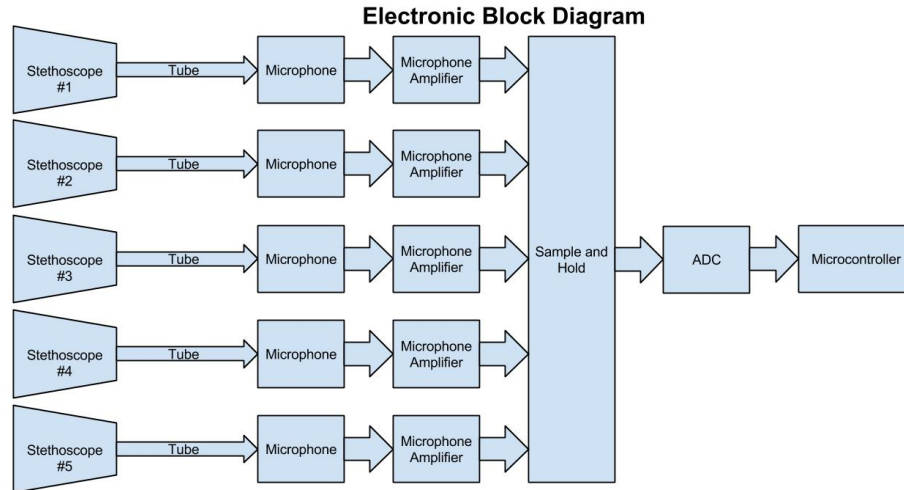 Electronic Block Diagram
Stethoscope
#1
Tube
Microphone
Microphone
Amplifier
Stethoscope
#2
Tube
Microphone
Microphone
Amplifier
Stethoscope
#3
Tube
Microphone
Microphone
Amplifier
Sample and
Hold
ADC
Microcontroller
Stethoscope
#4
Tube
Microphone
Microphone
Amplifier
Stethoscope
#5
Tube
Microphone
Microphone
Amplifier